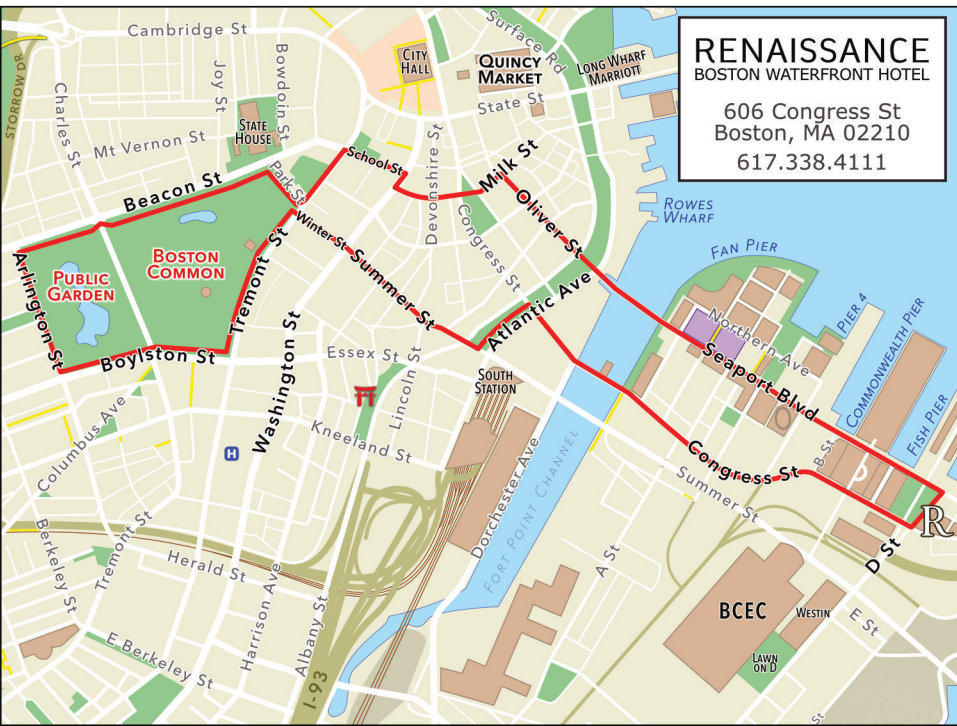 RENAISSANCE
BOSTON WATERFRONT HOTEL
606 Congress St
Boston, MA 02210
617.338.4111
Cambridge St
STORROW DR
Charles St
Joy St
Bowdoin St
CITY
HALL
QUINCY
MARKET
Surface Rd
LONG WHARF
MARRIOTT
State St
STATE
HOUSE
Mt Vernon St
Beacon St
Park St
School St
Devonshire St
Milk St
Oliver St
Congress St
ROWES
WHARF
FAN PIER
PIER 4
COMMONWEALTH PIER
FISH PIER
Northern Ave
Seaport Blvd
Arlington St
PUBLIC
GARDEN
BOSTON
COMMON
Tremont St
Winter St
Summer St
Atlantic Ave
Boylston St
Washington St
Essex St
Lincoln St
SOUTH
STATION
Kneeland St
H
Columbus Ave
Dorchester Ave
FORT POINT CHANNEL
Congress St
Summer St
B St
R
D St
A St
Berkeley St
Tremont St
Herald St
Harrison Ave
Albany St
I-93
E Berkeley St
BCEC
WESTIN
E St
LAWN
ON D
St